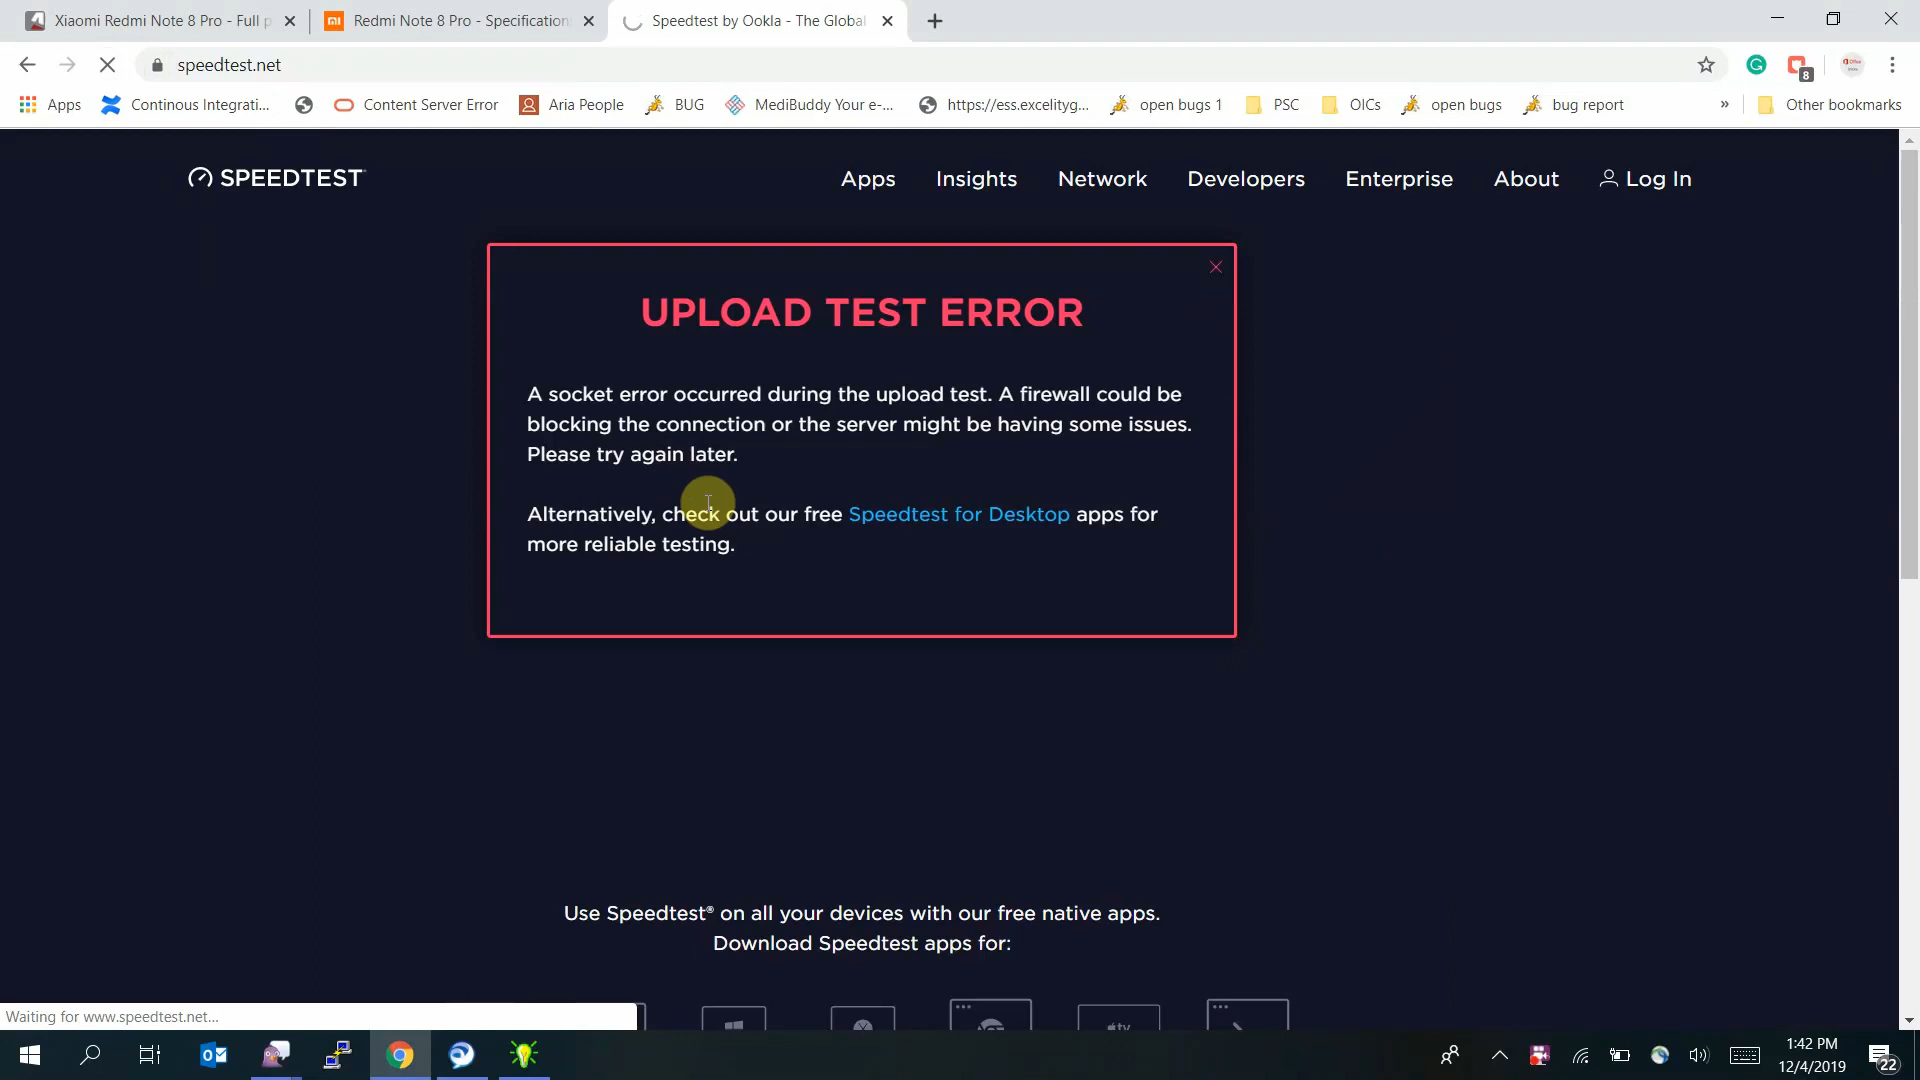 Xiaomi Redmi Note 8 Pro - Full p
Redmi Note 8 Pro - Specification
Speedtest by Ookla - The Global
speedtest.net
8
Apps
Continous Integrati...
Content Server Error
Aria People
BUG
MediBuddy Your e-...
https://ess.excelityg...
open bugs 1
PSC
OICs
open bugs
bug report
»
Other bookmarks
SPEEDTEST
Apps
Insights
Network
Developers
Enterprise
About
Log In
UPLOAD TEST ERROR
A socket error occurred during the upload test. A firewall could be
blocking the connection or the server might be having some issues.
Please try again later.
Alternatively, check out our free Speedtest for Desktop apps for
more reliable testing.
Use Speedtest® on all your devices with our free native apps.
Download Speedtest apps for:
tv
Waiting for www.speedtest.net...
1:42 PM
12/4/2019
22